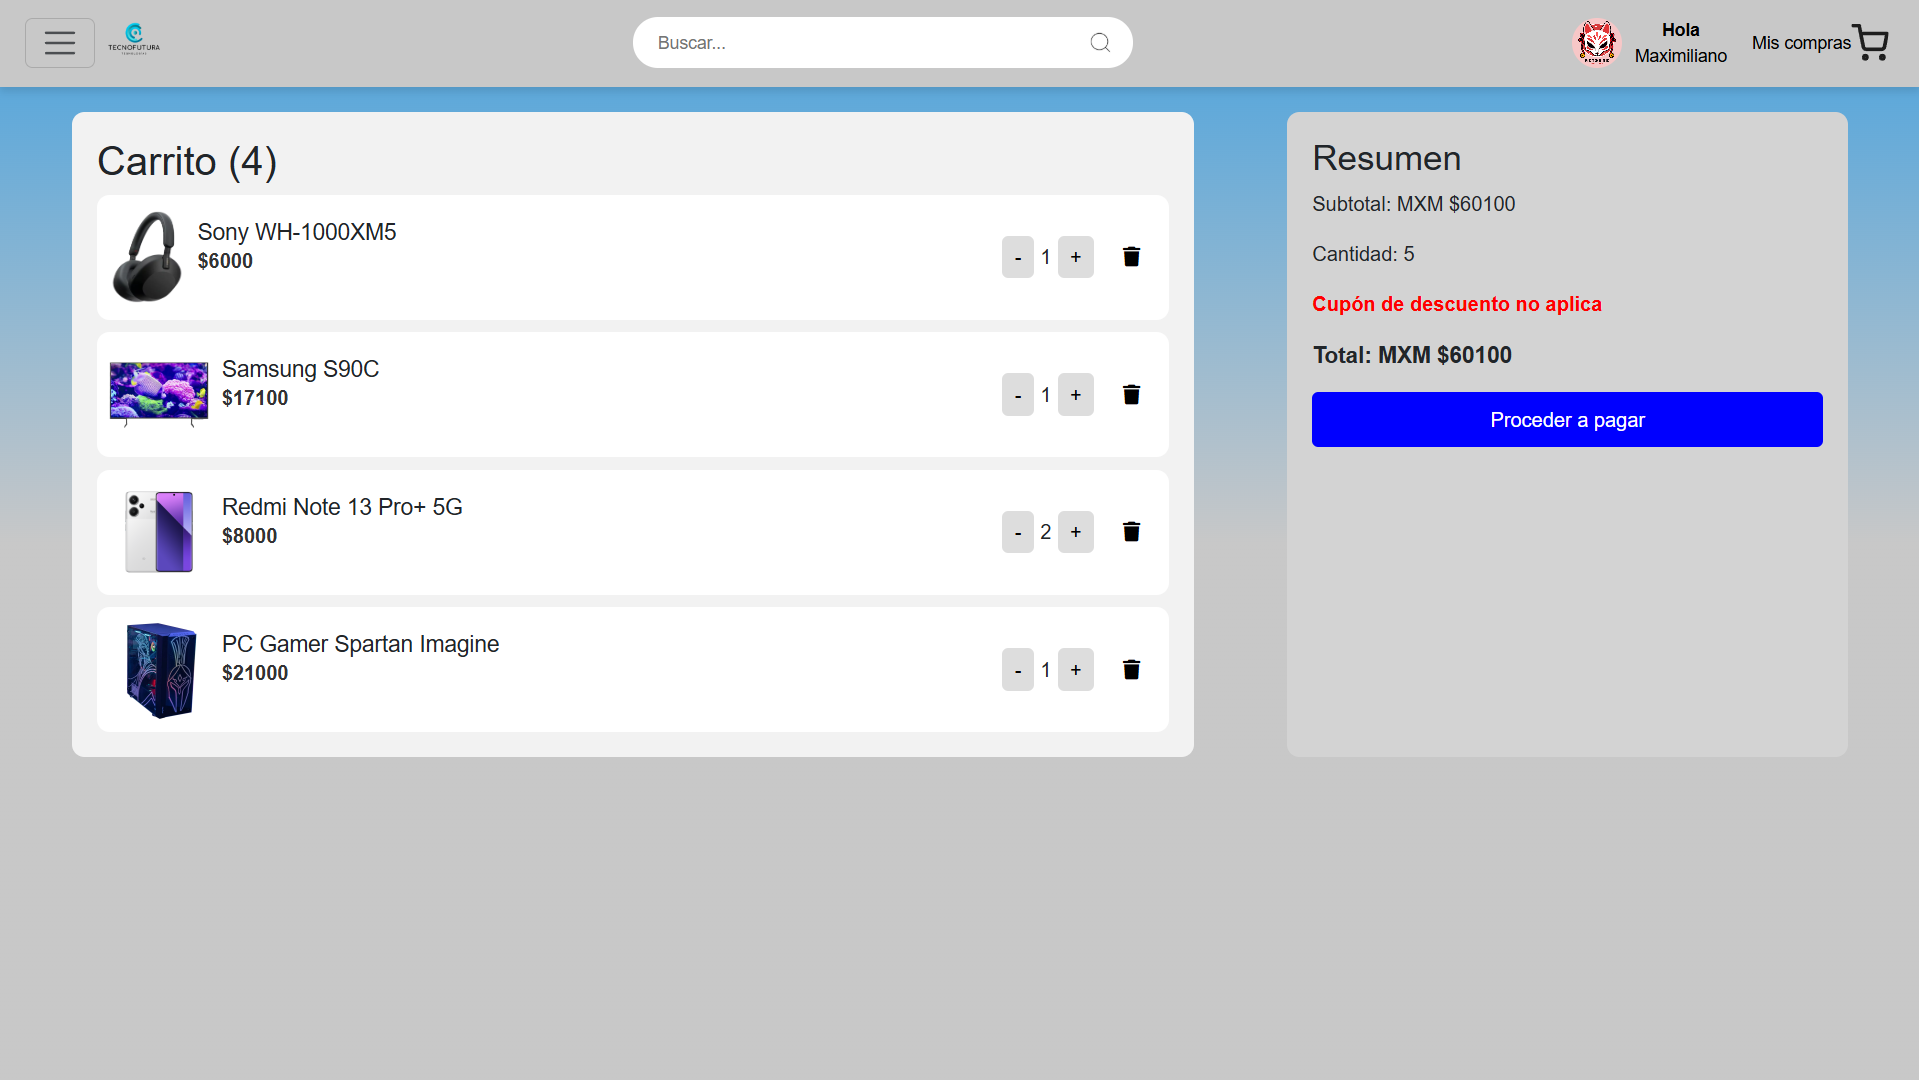 TECNOFUTURA
Buscar...
Hola
Maximiliano
Mis compras
Carrito (4)
Sony WH-1000XM5
$6000
- 1 +
Samsung S90C
$17100
- 1 +
Redmi Note 13 Pro+ 5G
$8000
- 2 +
PC Gamer Spartan Imagine
$21000
- 1 +
Resumen
Subtotal: MXM $60100
Cantidad: 5
Cupón de descuento no aplica
Total: MXM $60100
Proceder a pagar